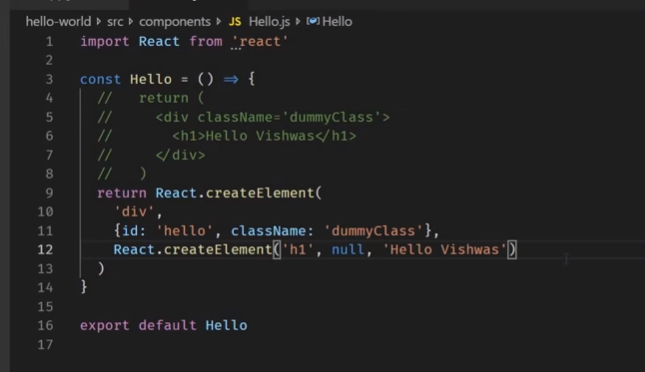 hello-world > src > components > JS Hello.js > Hello
1 import React from 'react'
2
3 const Hello = () => {
4   //   return (
5   //     <div className='dummyClass'>
6   //       <h1>Hello Vishwas</h1>
7   //     </div>
8   //   )
9   return React.createElement(
10     'div',
11     {id: 'hello', className: 'dummyClass'},
12     React.createElement('h1', null, 'Hello Vishwas')
13   )
14 }
15
16 export default Hello
17